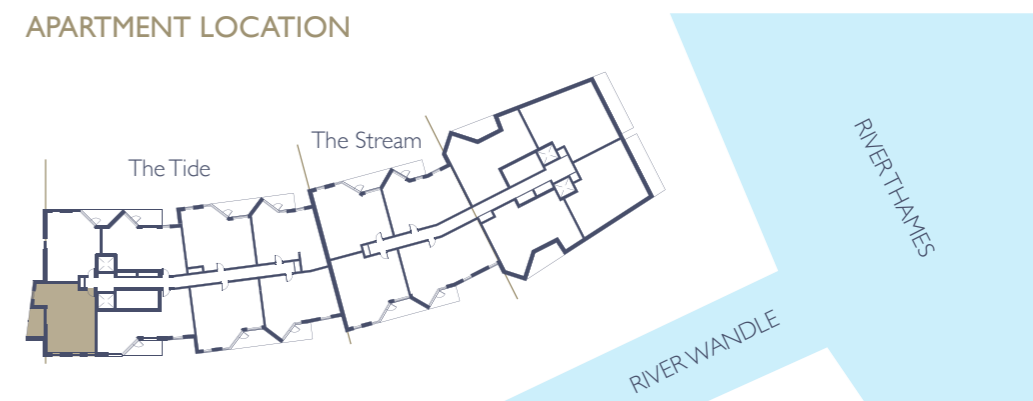 APARTMENT LOCATION
The Tide
The Stream
RIVER THAMES
RIVER WANDLE